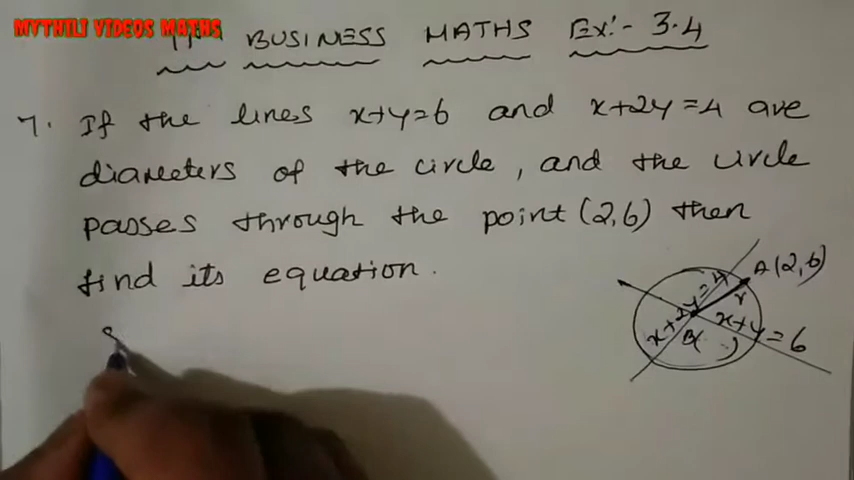 MYTHILI VIDEOS MATHS
BUSINESS MATHS Ex:- 3.4
7. If the lines x+y=6 and x+2y=4 are
diameters of the circle, and the circle
passes through the point (2,6) then
find its equation.
A(2,6)
x+2y=4
r
x+y=6
B( , )
S